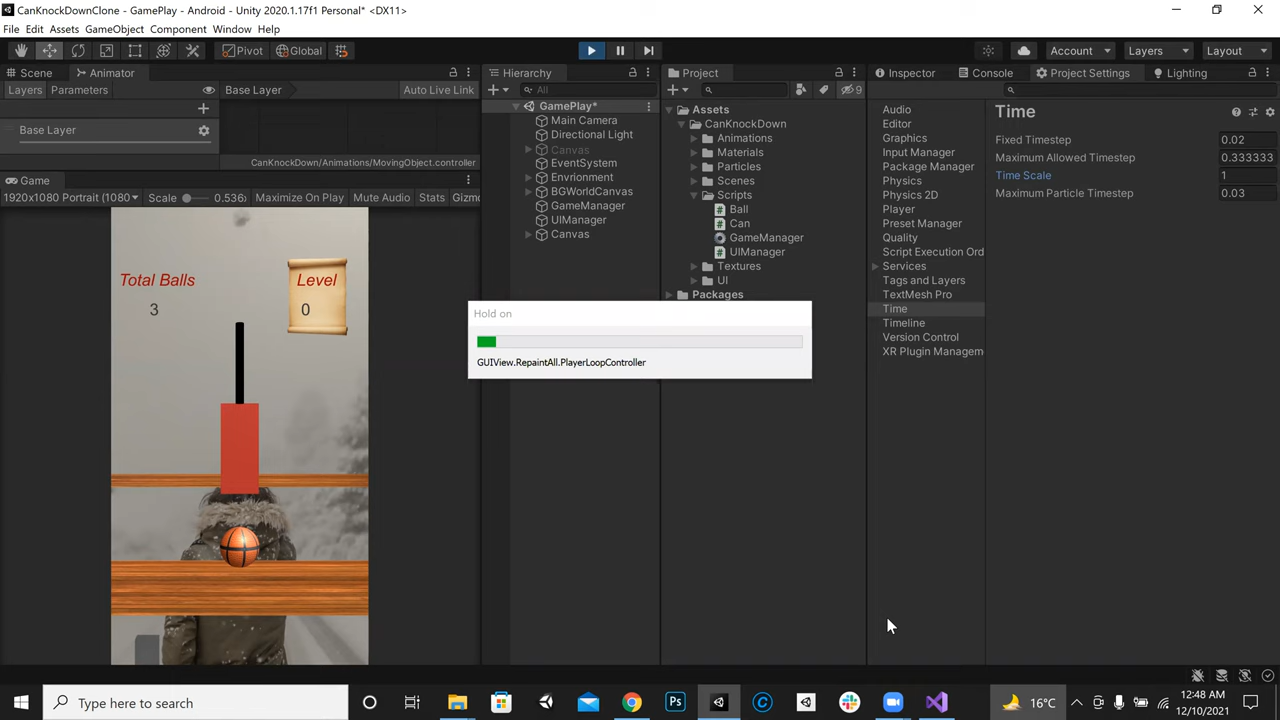 CanKnockDownClone - GamePlay - Android - Unity 2020.1.17f1 Personal* <DX11>
File Edit Assets GameObject Component Window Help
Pivot Global Account Layers Layout
Scene Animator
Layers Parameters Base Layer Auto Live Link
Base Layer
CanKnockDown/Animations/MovingObject.controller
Game
1920x1080 Portrait (1080 Scale 0.536 Maximize On Play Mute Audio Stats Gizmo
Total Balls
3
Level
0
Hierarchy
All
GamePlay*
Main Camera
Directional Light
Canvas
EventSystem
Envrionment
BGWorldCanvas
GameManager
UIManager
Canvas
Project
9
Assets
CanKnockDown
Animations
Materials
Particles
Scenes
Scripts
Ball
Can
GameManager
UIManager
Textures
UI
Packages
Hold on
GUIView.RepaintAll.PlayerLoopController
Inspector Console Project Settings Lighting
Audio
Editor
Graphics
Input Manager
Package Manager
Physics
Physics 2D
Player
Preset Manager
Quality
Script Execution Ord
Services
Tags and Layers
TextMesh Pro
Time
Timeline
Version Control
XR Plugin Managem
Time
Fixed Timestep 0.02
Maximum Allowed Timestep 0.333333
Time Scale 1
Maximum Particle Timestep 0.03
Type here to search
Ps
16°C
12:48 AM
12/10/2021